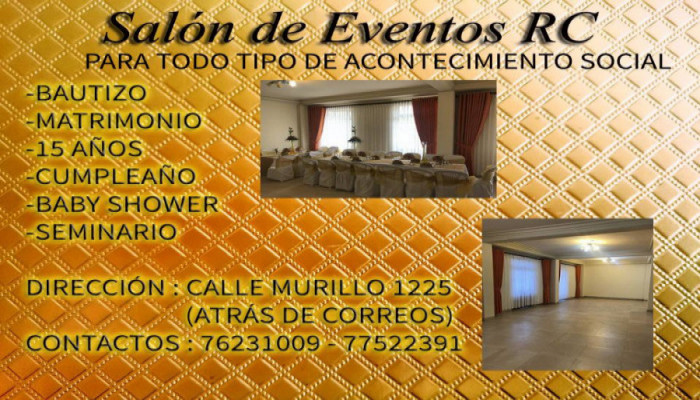 Salón de Eventos RC
PARA TODO TIPO DE ACONTECIMIENTO SOCIAL
-BAUTIZO
-MATRIMONIO
-15 AÑOS
-CUMPLEAÑO
-BABY SHOWER
-SEMINARIO
DIRECCIÓN : CALLE MURILLO 1225
(ATRÁS DE CORREOS)
CONTACTOS : 76231009 - 77522391